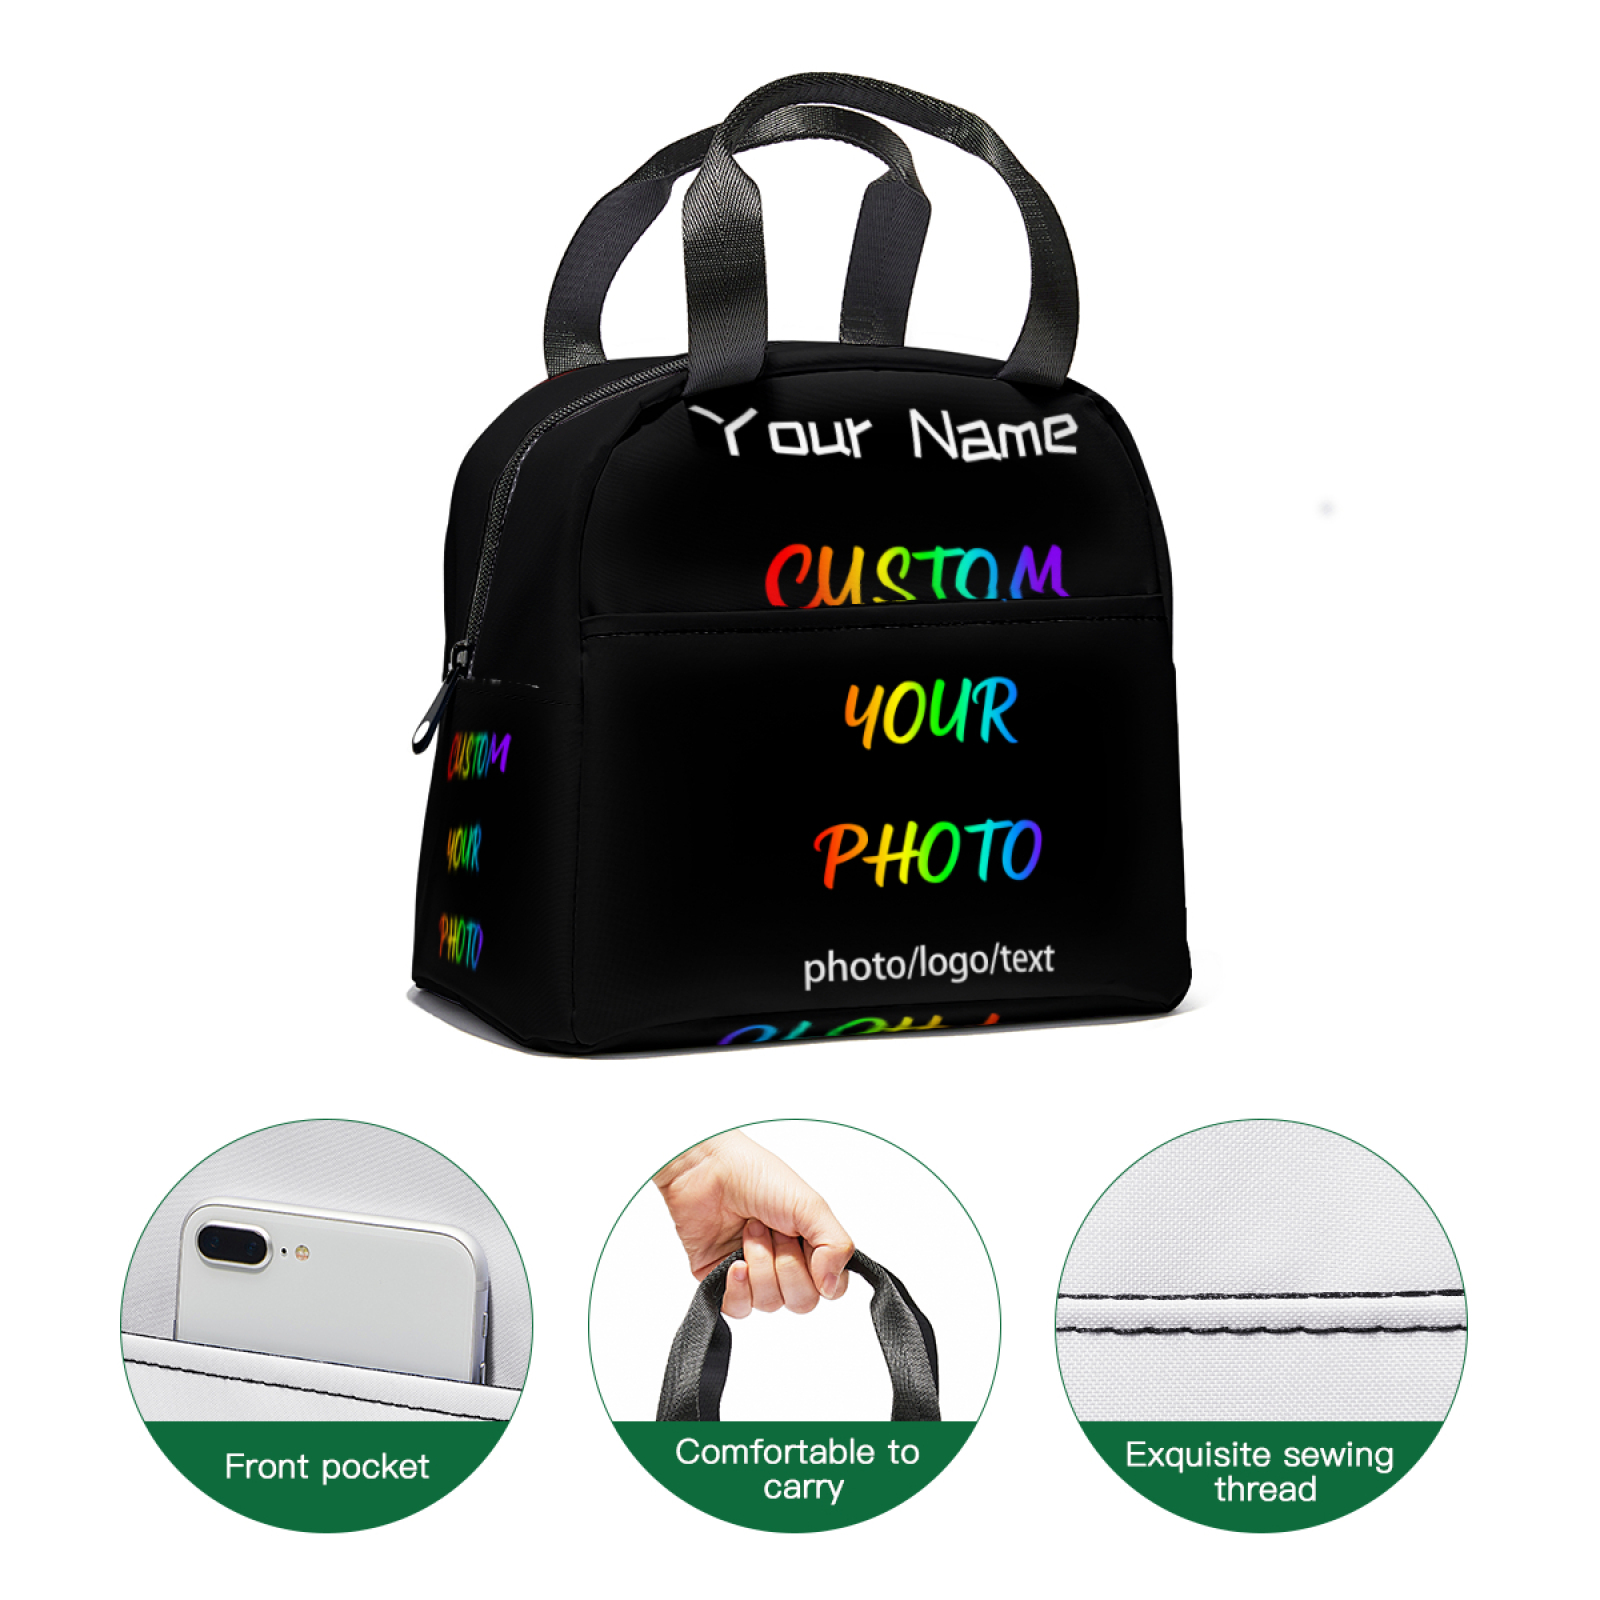 Your Name
CUSTOM
YOUR
PHOTO
photo/logo/text
CUSTOM
YOUR
PHOTO
Front pocket
Comfortable to
carry
Exquisite sewing
thread